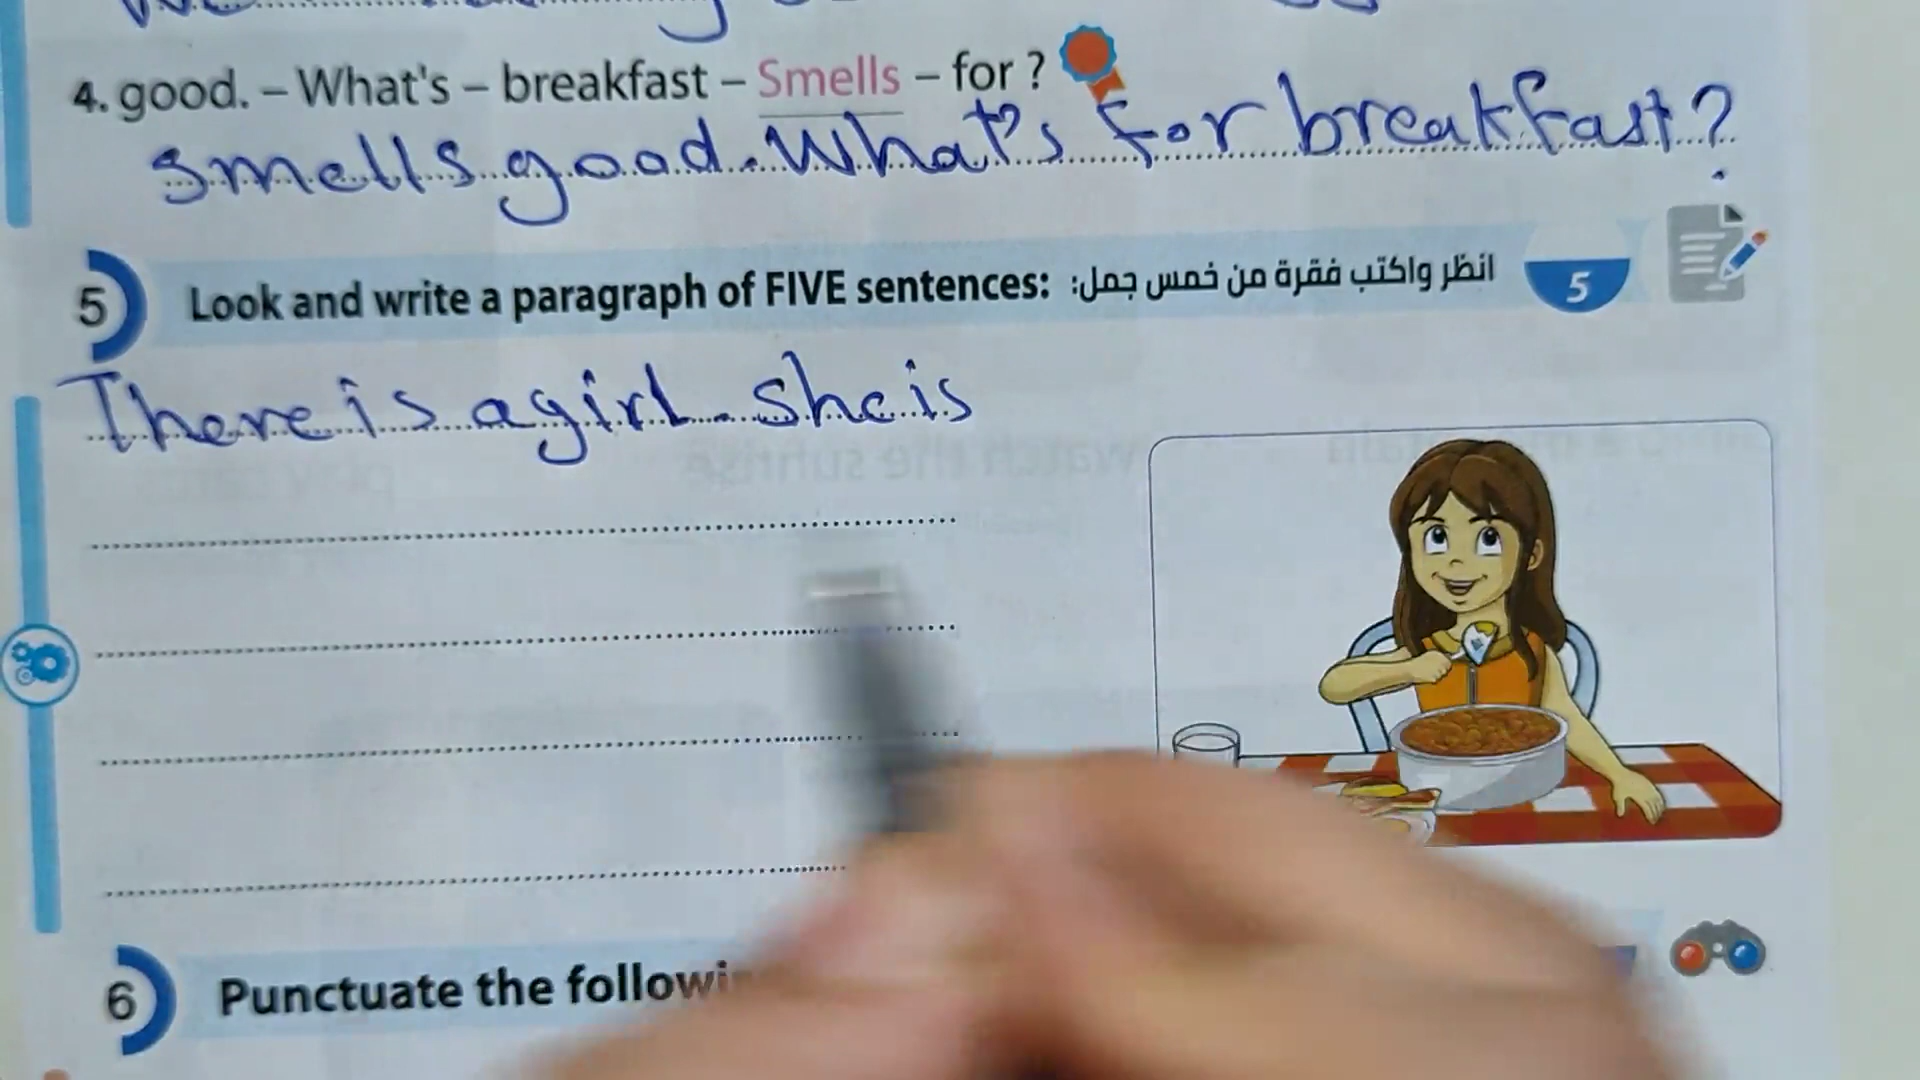 4. good. – What's – breakfast – Smells – for ?
Smells good. What's for breakfast?
5 Look and write a paragraph of FIVE sentences: انظر واكتب فقرة من خمس جمل: 5
There is a girl. She is
6 Punctuate the